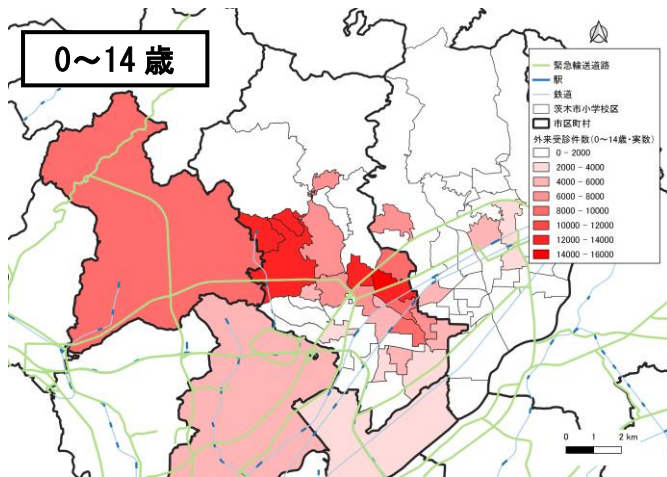 0〜14 歳
緊急輸送道路
駅
鉄道
茨木市小学校区
市区町村
外来受診件数(0〜14歳・実数)
0 - 2000
2000 - 4000
4000 - 6000
6000 - 8000
8000 - 10000
10000 - 12000
12000 - 14000
14000 - 16000
0 1 2 km